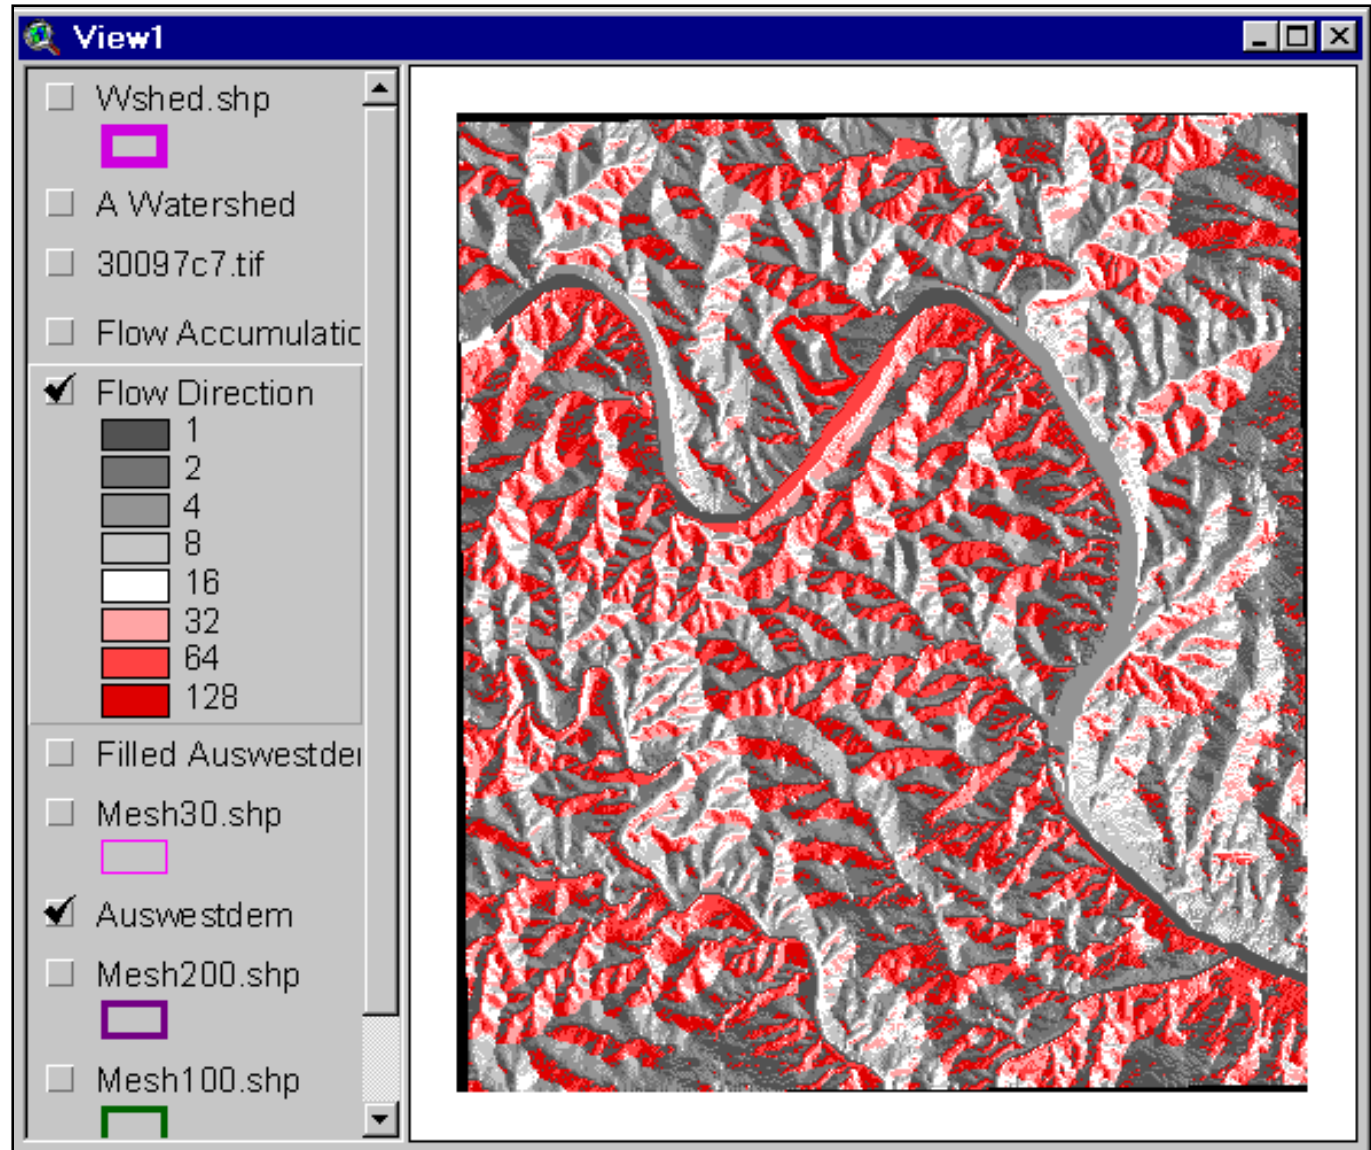 View1
Wshed.shp
A Watershed
30097c7.tif
Flow Accumulatic
Flow Direction
1
2
4
8
16
32
64
128
Filled Auswestder
Mesh30.shp
Auswestdem
Mesh200.shp
Mesh100.shp